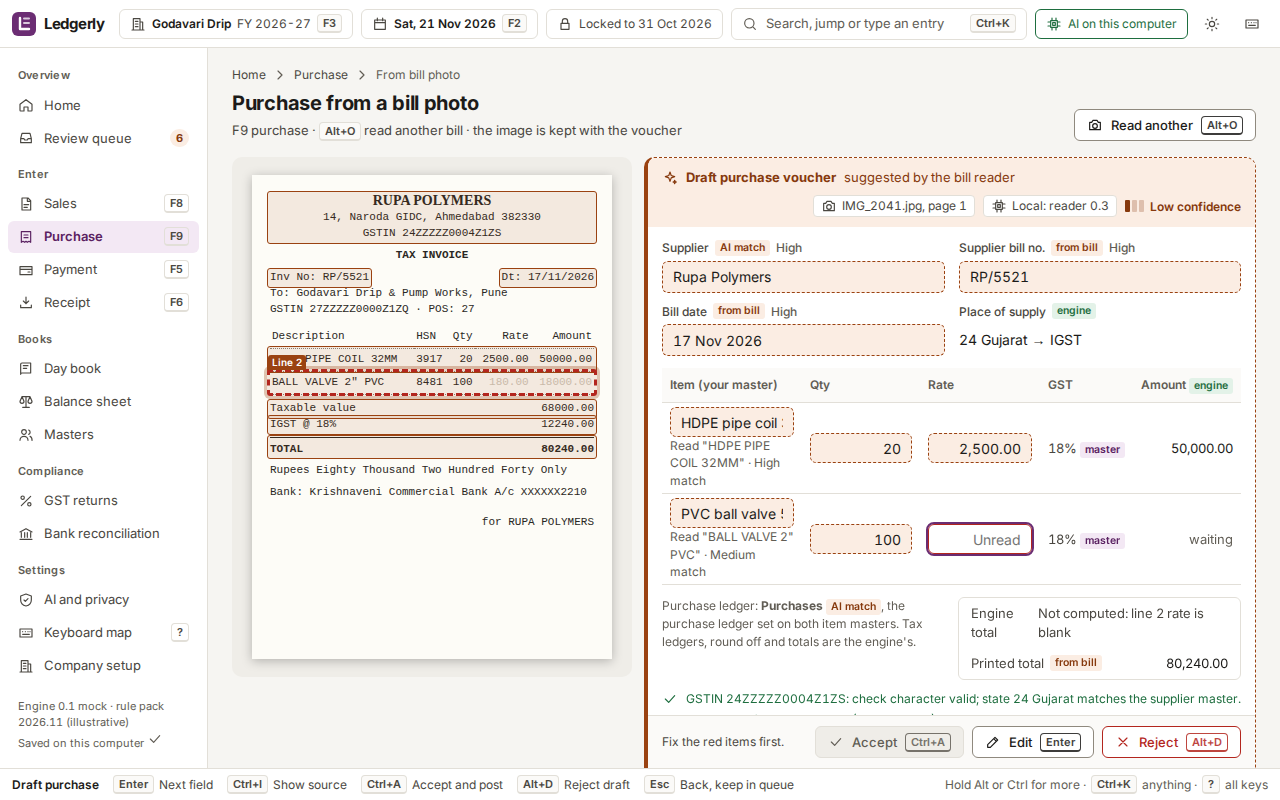 Ledgerly
Godavari Drip FY 2026-27 F3
Sat, 21 Nov 2026 F2
Locked to 31 Oct 2026
Search, jump or type an entry Ctrl+K
AI on this computer
Overview
Home
Review queue 6
Enter
Sales F8
Purchase F9
Payment F5
Receipt F6
Books
Day book
Balance sheet
Masters
Compliance
GST returns
Bank reconciliation
Settings
AI and privacy
Keyboard map ?
Company setup
Engine 0.1 mock · rule pack
2026.11 (illustrative)
Saved on this computer
Home > Purchase > From bill photo
Purchase from a bill photo
F9 purchase · Alt+O read another bill · the image is kept with the voucher
Read another Alt+O
RUPA POLYMERS
14, Naroda GIDC, Ahmedabad 382330
GSTIN 24ZZZZZ0004Z1ZS
TAX INVOICE
Inv No: RP/5521 Dt: 17/11/2026
To: Godavari Drip & Pump Works, Pune
GSTIN 27ZZZZZ0000Z1ZQ · POS: 27
Description HSN Qty Rate Amount
PIPE COIL 32MM 3917 20 2500.00 50000.00
Line 2
BALL VALVE 2" PVC 8481 100 180.00 18000.00
Taxable value 68000.00
IGST @ 18% 12240.00
TOTAL 80240.00
Rupees Eighty Thousand Two Hundred Forty Only
Bank: Krishnaveni Commercial Bank A/c XXXXXX2210
for RUPA POLYMERS
Draft purchase voucher suggested by the bill reader
IMG_2041.jpg, page 1
Local: reader 0.3
Low confidence
Supplier AI match High
Rupa Polymers
Supplier bill no. from bill High
RP/5521
Bill date from bill High
17 Nov 2026
Place of supply engine
24 Gujarat → IGST
Item (your master) Qty Rate GST Amount engine
HDPE pipe coil
Read "HDPE PIPE
COIL 32MM" · High
match
20 2,500.00 18% master 50,000.00
PVC ball valve
Read "BALL VALVE 2"
PVC" · Medium
match
100 Unread 18% master waiting
Purchase ledger: Purchases AI match, the
purchase ledger set on both item masters. Tax
ledgers, round off and totals are the engine's.
Engine total Not computed: line 2 rate is blank
Printed total from bill 80,240.00
GSTIN 24ZZZZZ0004Z1ZS: check character valid; state 24 Gujarat matches the supplier master.
Fix the red items first.
Accept Ctrl+A
Edit Enter
Reject Alt+D
Draft purchase Enter Next field Ctrl+I Show source Ctrl+A Accept and post Alt+D Reject draft Esc Back, keep in queue
Hold Alt or Ctrl for more · Ctrl+K anything · ? all keys